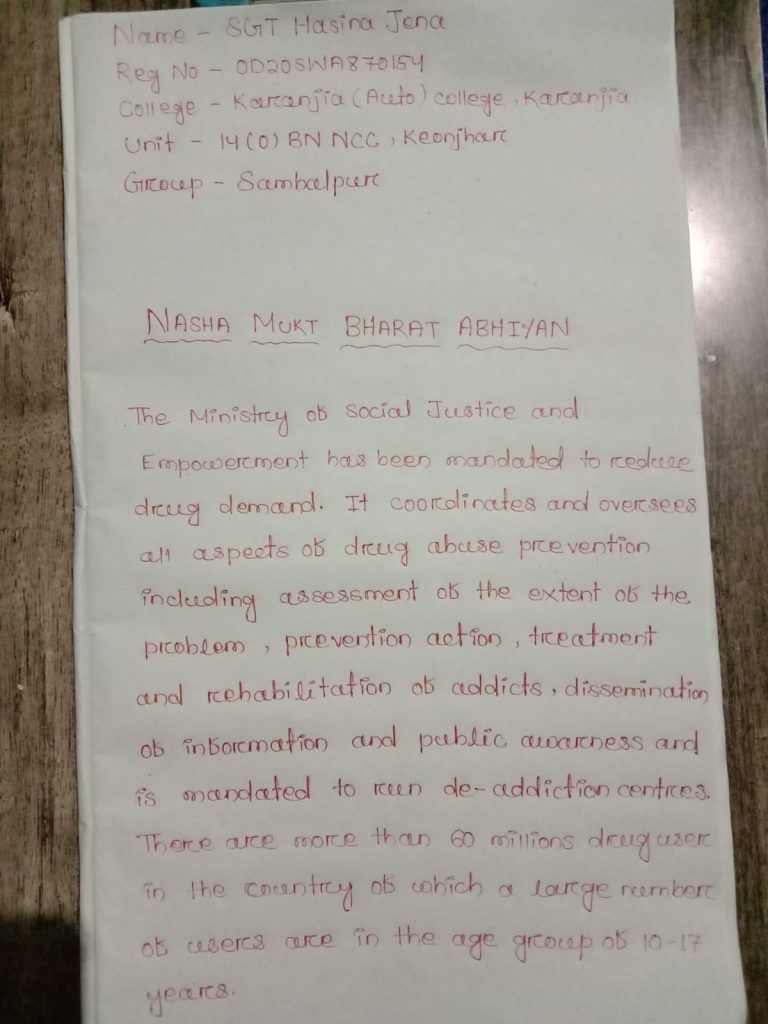 Name - SGT Hasina Jena
Reg No - OD20SWA870154
College - Karanjia (Auto) college, Karanjia
Unit - 14 (O) BN NCC, Keonjhar
Group - Sambalpur
NASHA MUKT BHARAT ABHIYAN
The Ministry of Social Justice and
Empowerment has been mandated to reduce
drug demand. It coordinates and oversees
all aspects of drug abuse prevention
including assessment of the extent of the
problem, prevention action, treatment
and rehabilitation of addicts, dissemination
of information and public awarness and
is mandated to run de-addiction centres.
There are more than 60 millions drug user
in the country of which a large number
of users are in the age group of 10-17
years.